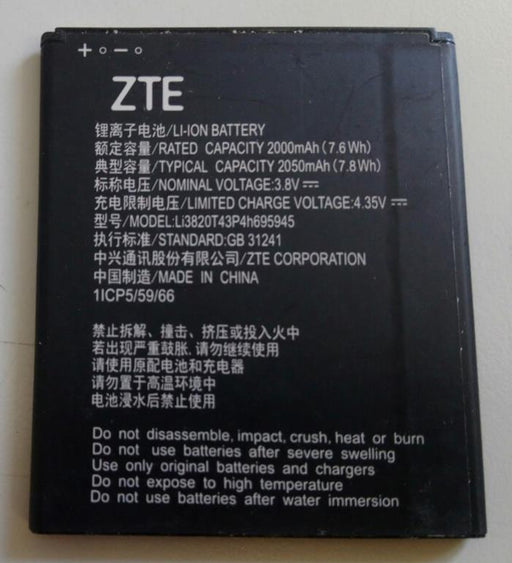 + o - o
ZTE
锂离子电池/LI-ION BATTERY
额定容量/RATED CAPACITY 2000mAh(7.6Wh)
典型容量/TYPICAL CAPACITY 2050mAh(7.8Wh)
标称电压/NOMINAL VOLTAGE:3.8V⎓
充电限制电压/LIMITED CHARGE VOLTAGE:4.35V⎓
型号/MODEL:Li3820T43P4h695945
执行标准/STANDARD:GB 31241
中兴通讯股份有限公司/ZTE CORPORATION
中国制造/MADE IN CHINA
1ICP5/59/66
禁止拆解、撞击、挤压或投入火中
若出现严重鼓胀,请勿继续使用
请使用原配电池和充电器
请勿置于高温环境中
电池浸水后禁止使用
Do not disassemble, impact, crush, heat or burn
Do not use batteries after severe swelling
Use only original batteries and chargers
Do not expose to high temperature
Do not use batteries after water immersion